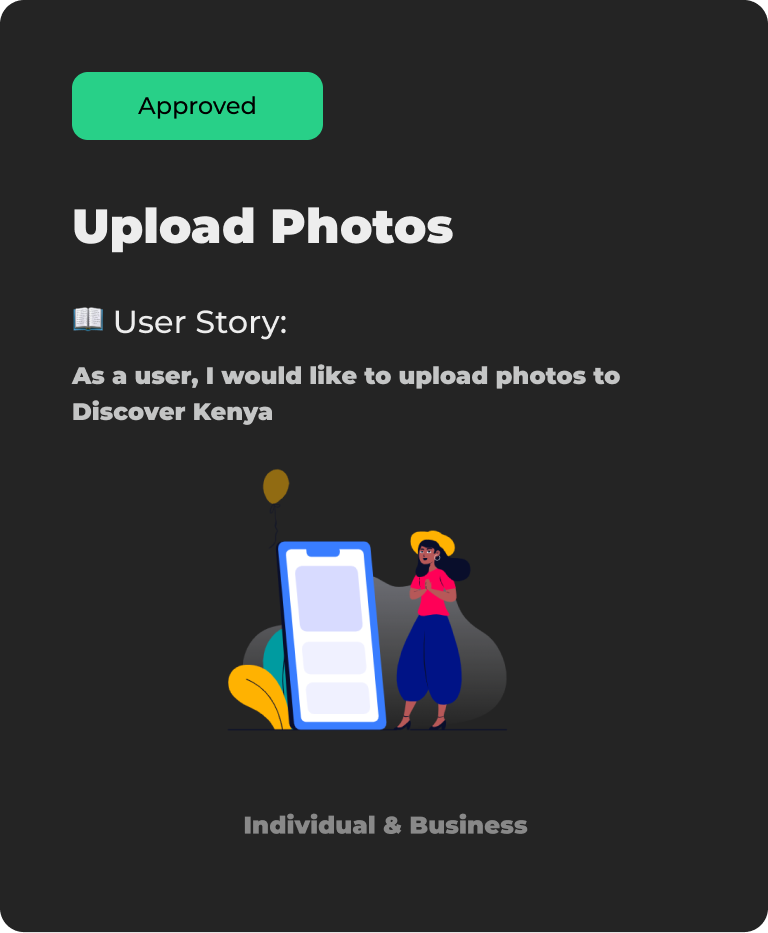 Approved
Upload Photos
📖 User Story:
As a user, I would like to upload photos to
Discover Kenya
Individual & Business